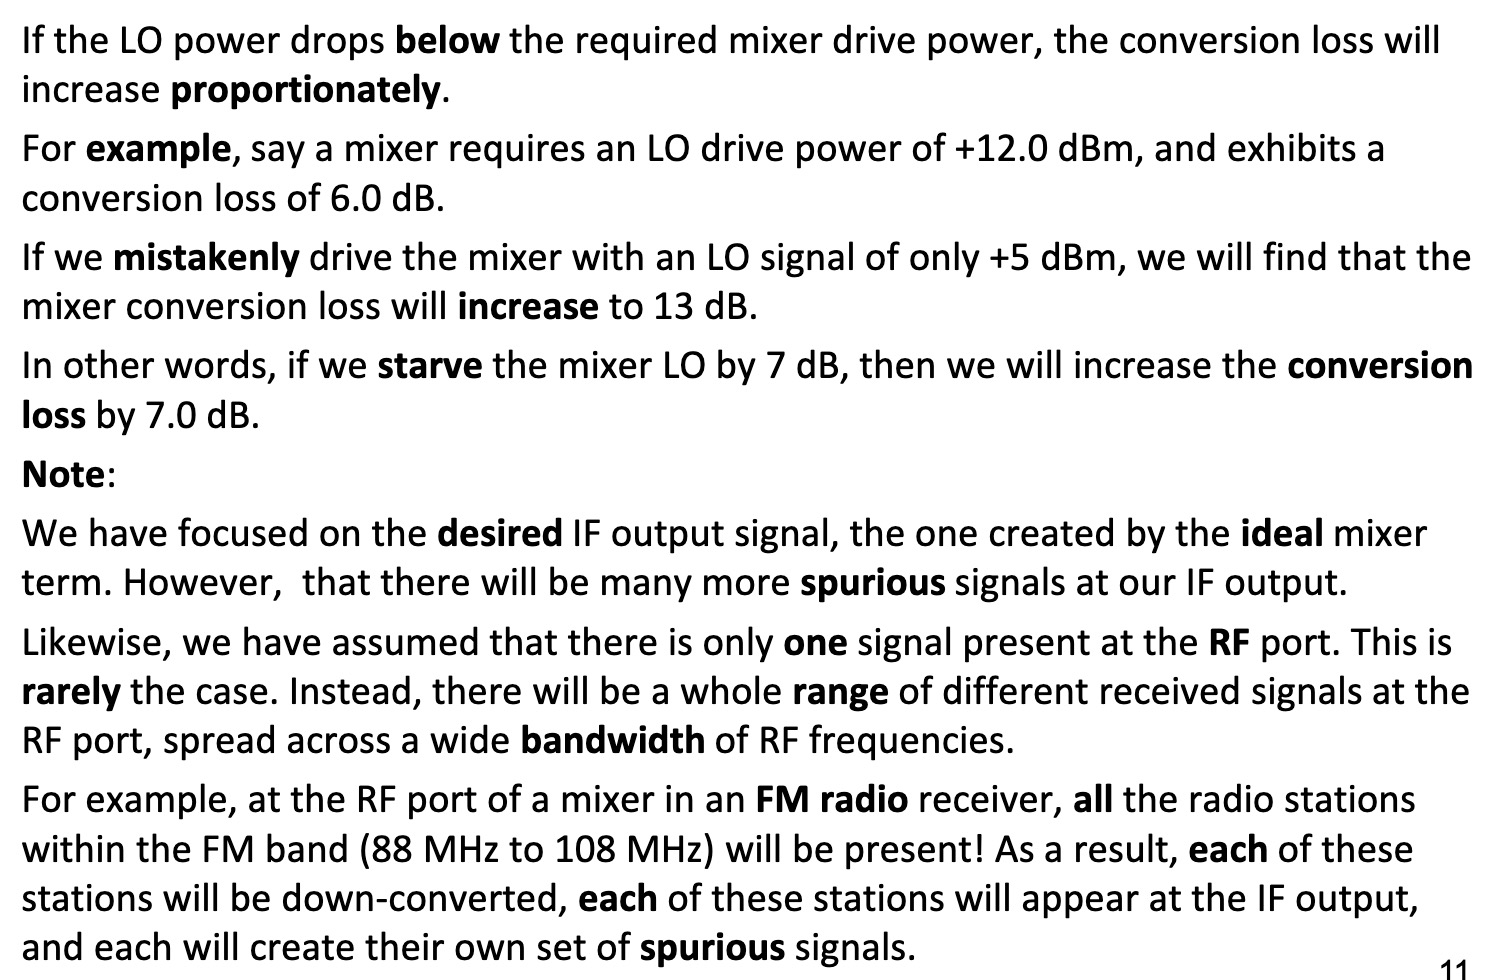 If the LO power drops below the required mixer drive power, the conversion loss will
increase proportionately.
For example, say a mixer requires an LO drive power of +12.0 dBm, and exhibits a
conversion loss of 6.0 dB.
If we mistakenly drive the mixer with an LO signal of only +5 dBm, we will find that the
mixer conversion loss will increase to 13 dB.
In other words, if we starve the mixer LO by 7 dB, then we will increase the conversion
loss by 7.0 dB.
Note:
We have focused on the desired IF output signal, the one created by the ideal mixer
term. However,  that there will be many more spurious signals at our IF output.
Likewise, we have assumed that there is only one signal present at the RF port. This is
rarely the case. Instead, there will be a whole range of different received signals at the
RF port, spread across a wide bandwidth of RF frequencies.
For example, at the RF port of a mixer in an FM radio receiver, all the radio stations
within the FM band (88 MHz to 108 MHz) will be present! As a result, each of these
stations will be down-converted, each of these stations will appear at the IF output,
and each will create their own set of spurious signals.
11